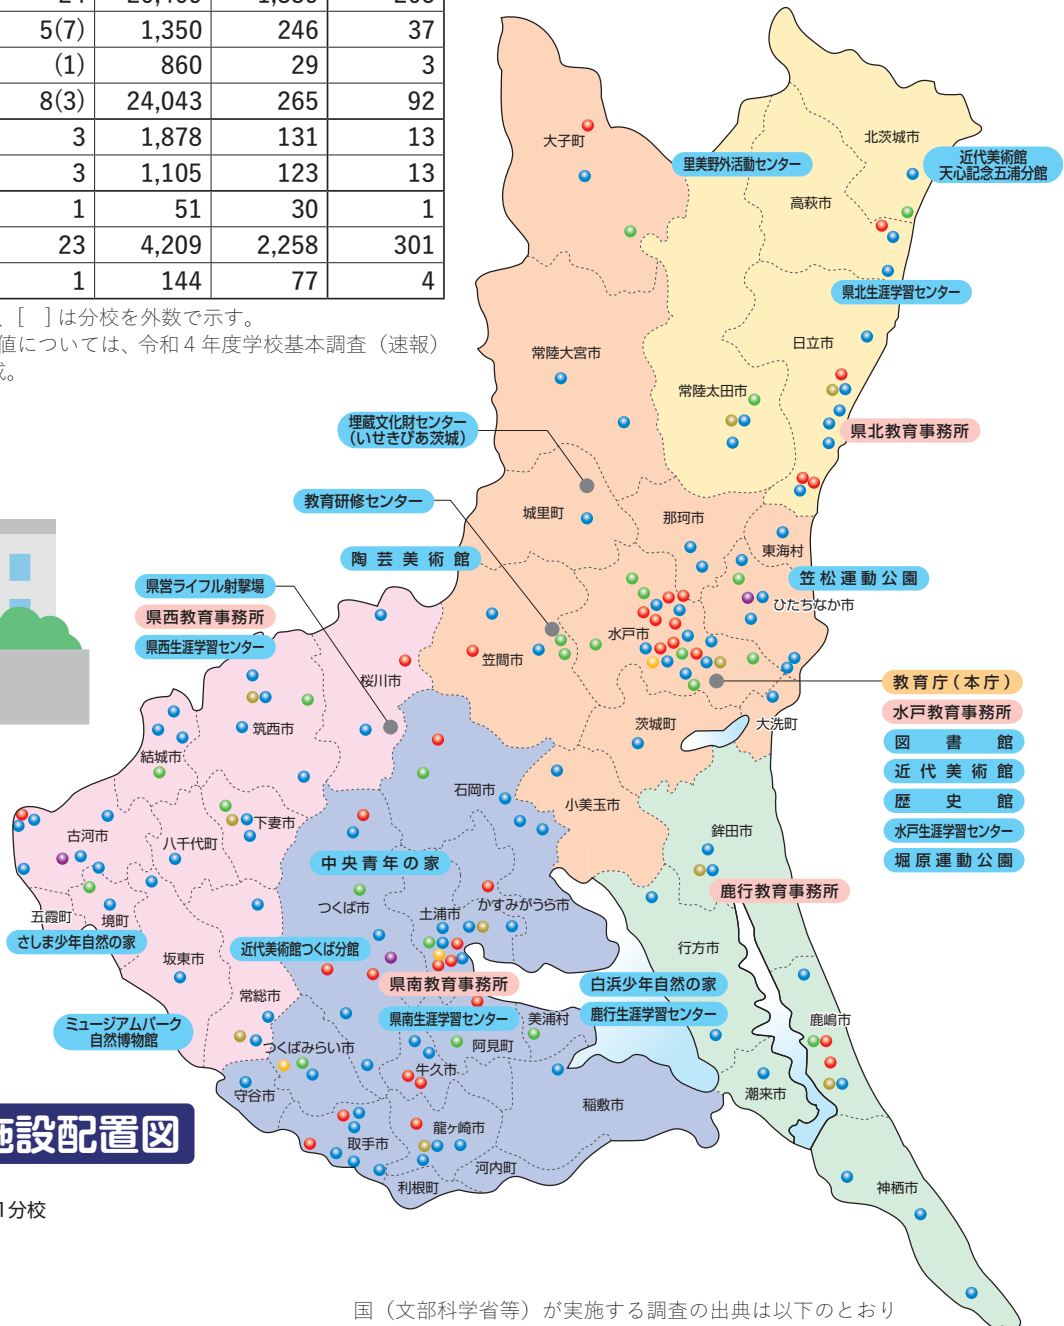 5(7) 1,350 246 37
(1) 860 29 3
8(3) 24,043 265 92
3 1,878 131 13
3 1,105 123 13
1 51 30 1
23 4,209 2,258 301
1 144 77 4
、[ ]は分校を外数で示す。
値については、令和4年度学校基本調査（速報）
成。
大子町
里美野外活動センター
北茨城市
近代美術館
天心記念五浦分館
高萩市
県北生涯学習センター
日立市
常陸大宮市
常陸太田市
県北教育事務所
埋蔵文化財センター
（いせきぴあ茨城）
教育研修センター
城里町
那珂市
東海村
陶芸美術館
笠松運動公園
県営ライフル射撃場
県西教育事務所
県西生涯学習センター
ひたちなか市
水戸市
笠間市
桜川市
教育庁（本庁）
水戸教育事務所
図書館
近代美術館
歴史館
水戸生涯学習センター
堀原運動公園
茨城町
大洗町
筑西市
結城市
石岡市
小美玉市
古河市
八千代町
下妻市
鉾田市
中央青年の家
鹿行教育事務所
五霞町
境町
つくば市
土浦市
かすみがうら市
さしま少年自然の家
近代美術館つくば分館
行方市
坂東市
県南教育事務所
白浜少年自然の家
常総市
県南生涯学習センター
美浦村
鹿行生涯学習センター
ミュージアムパーク
自然博物館
鹿嶋市
つくばみらい市
阿見町
牛久市
守谷市
稲敷市
潮来市
施設配置図
取手市
龍ヶ崎市
河内町
利根町
神栖市
1分校
国（文部科学省等）が実施する調査の出典は以下のとおり